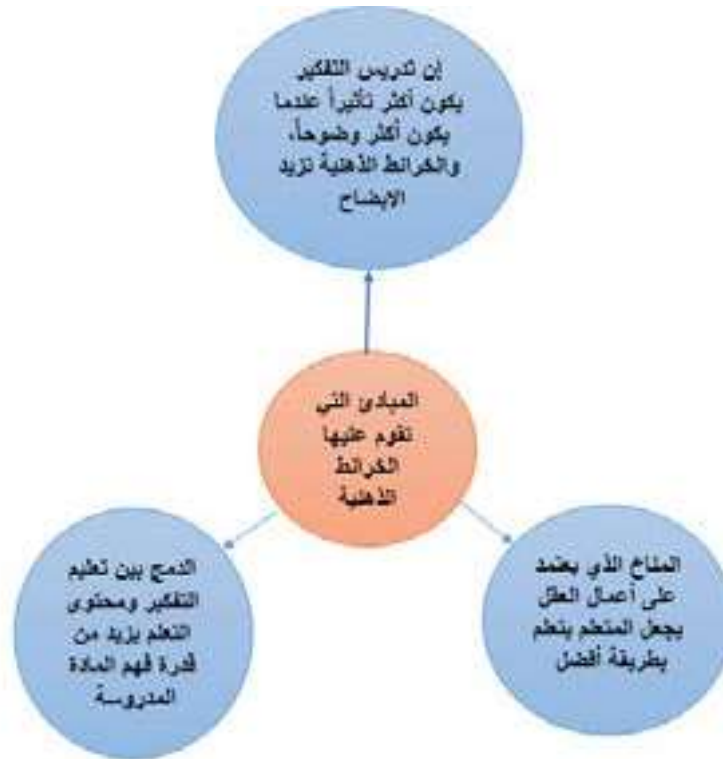 إن تدريس التفكير
يكون أكثر تأثيراً عندما
يكون أكثر وضوحاً،
والخرائط الذهنية تزيد
الإيضاح
المبادئ التي
تقوم عليها
الخرائط
الذهنية
المناخ الذي يعتمد
على أعمال العقل
يجعل المتعلم يتعلم
بطريقة أفضل
الدمج بين تعليم
التفكير ومحتوى
التعلم يزيد من
قدرة فهم المادة
المدروسة